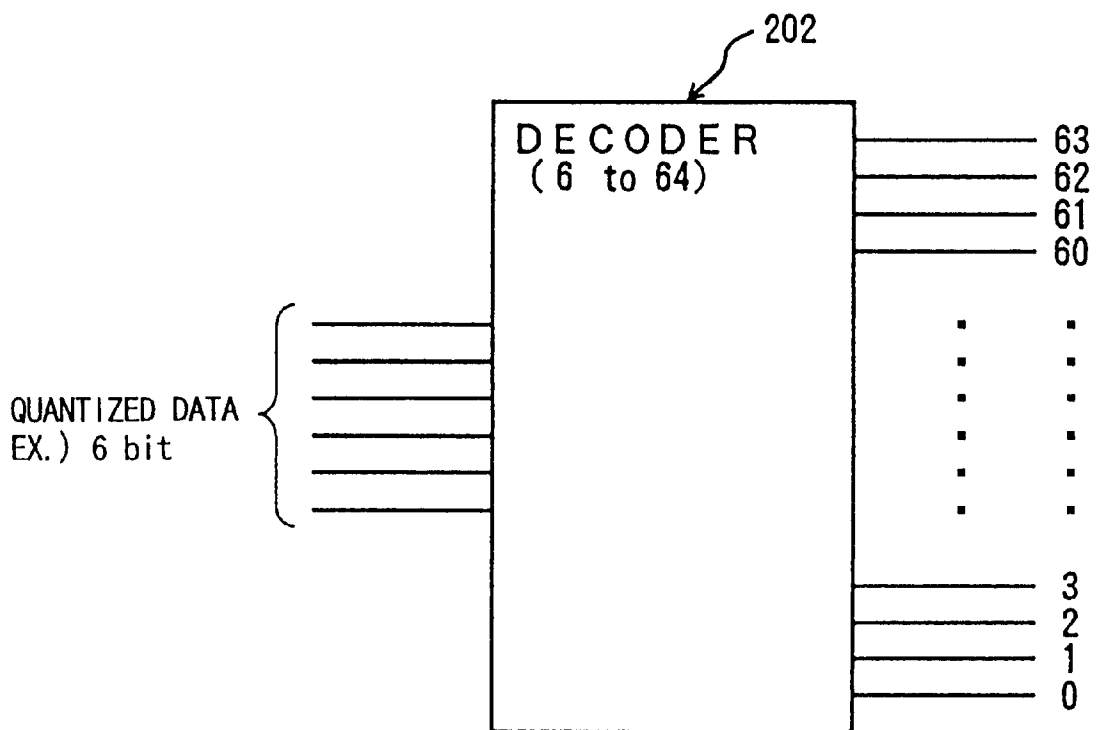 202
DECODER
(6 to 64)
63
62
61
60
QUANTIZED DATA
EX.) 6 bit
3
2
1
0